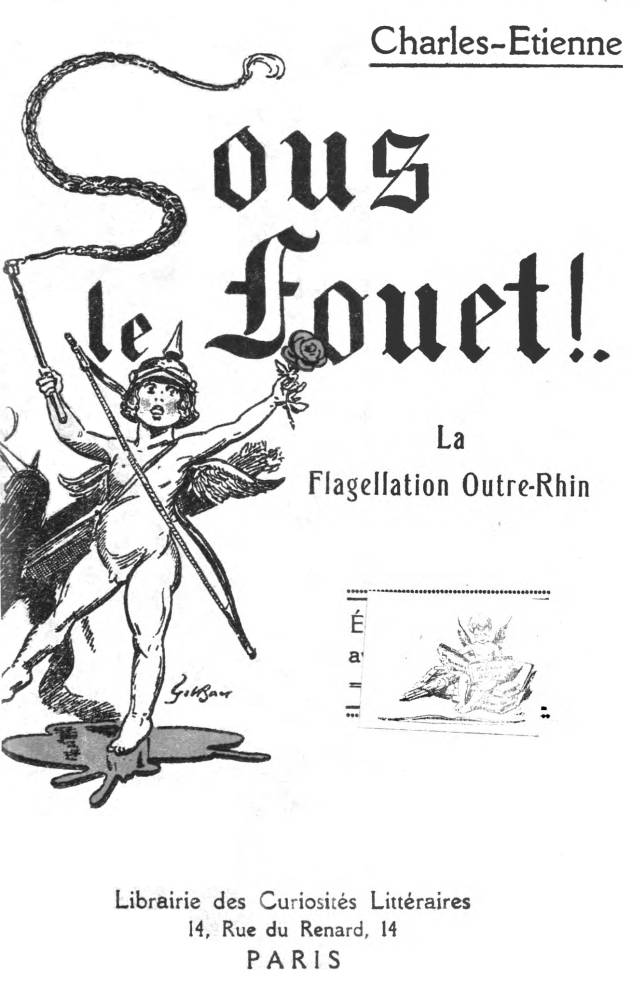 Charles-Etienne
Sous
le Fouet!.
La
Flagellation Outre-Rhin
É
a
Librairie des Curiosités Littéraires
14, Rue du Renard, 14
PARIS